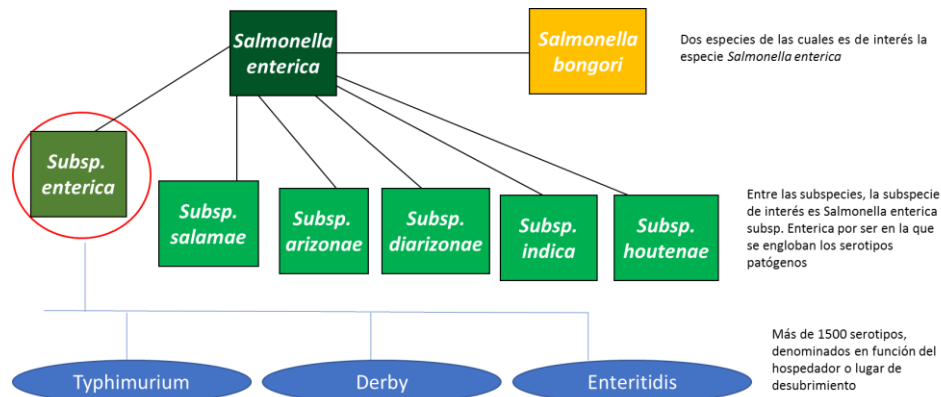 Salmonella
enterica
Salmonella
bongori
Dos especies de las cuales es de interés la
especie Salmonella enterica
Subsp.
enterica
Subsp.
salamae
Subsp.
arizonae
Subsp.
diarizonae
Subsp.
indica
Subsp.
houtenae
Entre las subspecies, la subspecie
de interés es Salmonella enterica
subsp. Enterica por ser en la que
se engloban los serotipos
patógenos
Más de 1500 serotipos,
denominados en función del
hospedador o lugar de
desubrimiento
Typhimurium
Derby
Enteritidis